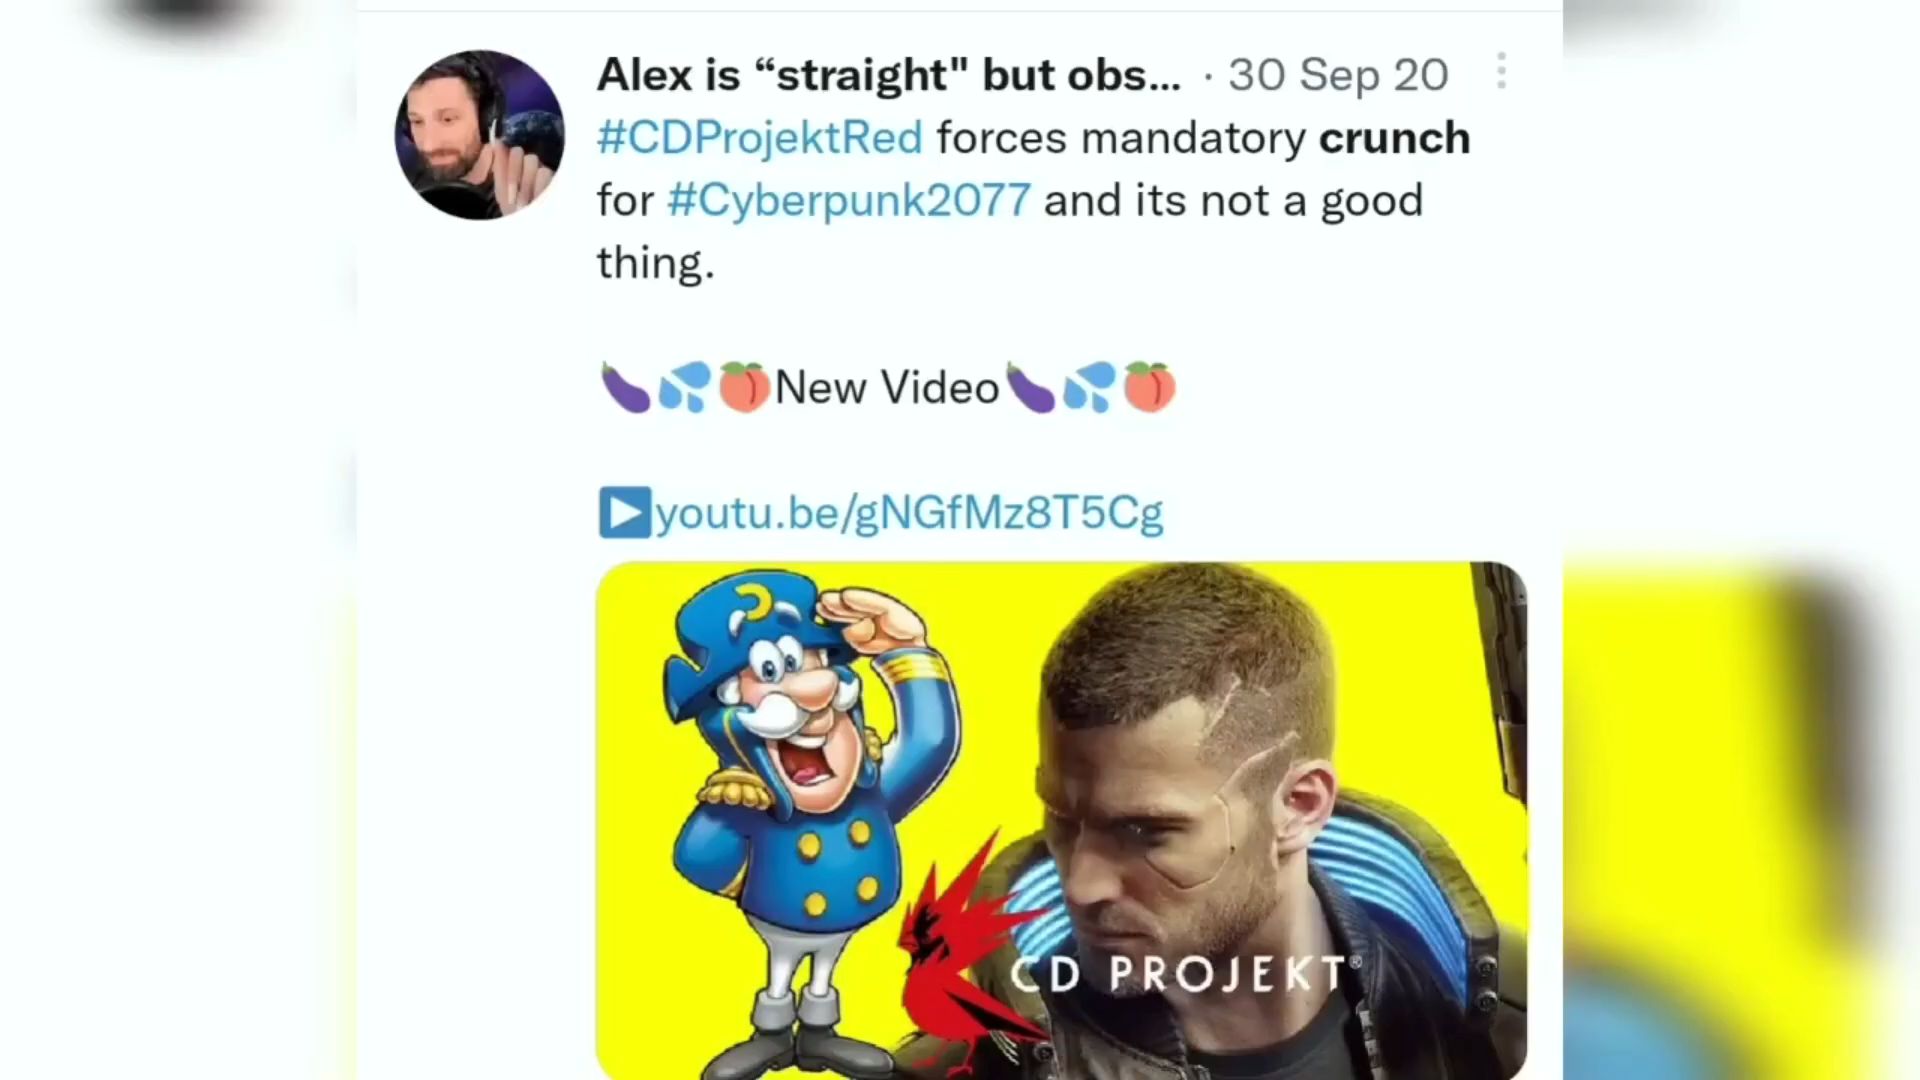 Alex is “straight" but obs... · 30 Sep 20
#CDProjektRed forces mandatory crunch
for #Cyberpunk2077 and its not a good
thing.
🍆💦🍑New Video🍆💦🍑
▶️youtu.be/gNGfMz8T5Cg
CD PROJEKT®